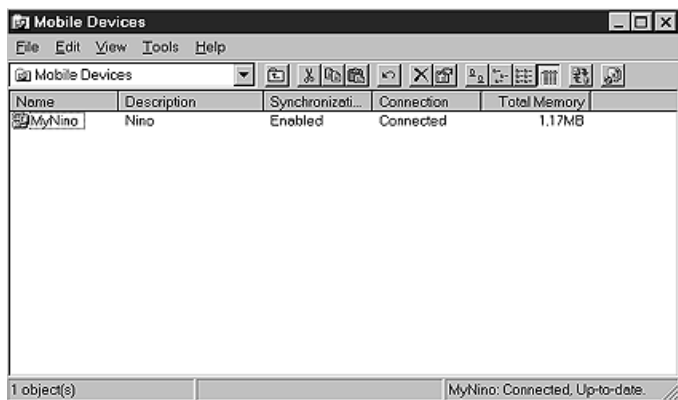 Mobile Devices
File Edit View Tools Help
Mobile Devices
Name Description Synchronizati... Connection Total Memory
MyNino Nino Enabled Connected 1.17MB
1 object(s) MyNino: Connected, Up-to-date.